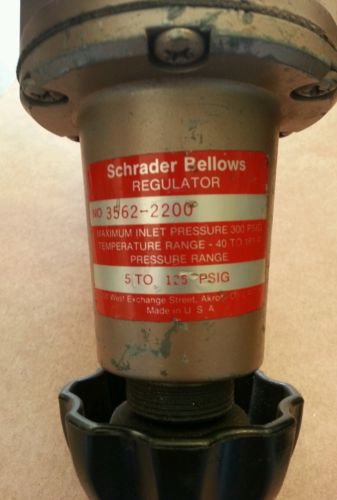 Schrader Bellows
REGULATOR
NO 3562-2200
MAXIMUM INLET PRESSURE 300 PSIG
TEMPERATURE RANGE - 40 TO
PRESSURE RANGE
5 TO 125 PSIG
West Exchange Street,
Made in U S A